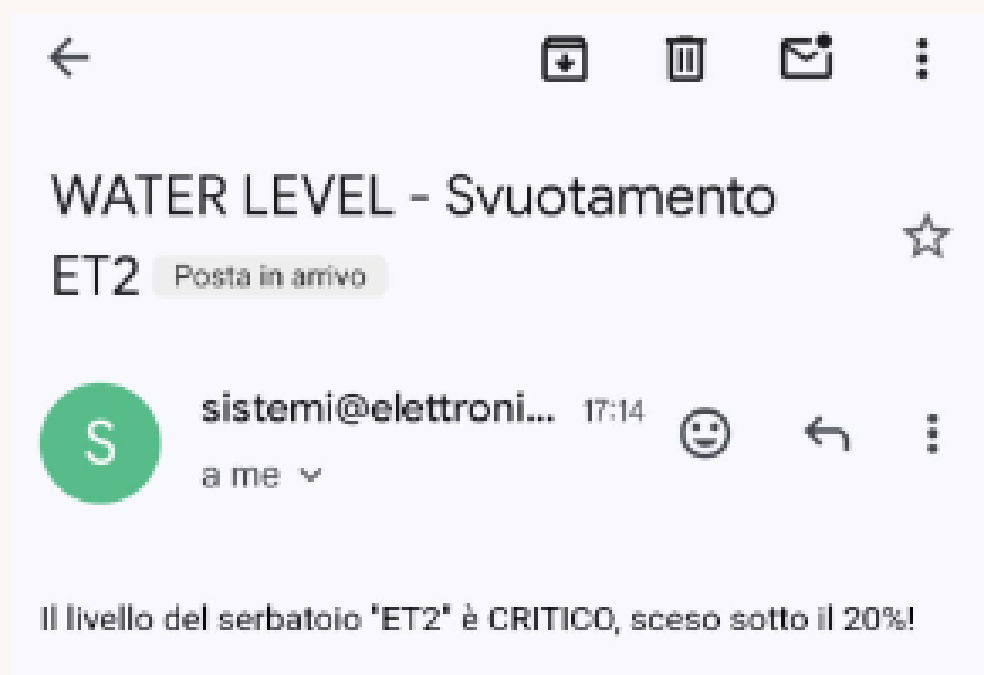 WATER LEVEL - Svuotamento
ET2 Posta in arrivo
S
sistemi@elettroni... 17:14
a me
Il livello del serbatoio "ET2" è CRITICO, sceso sotto il 20%!